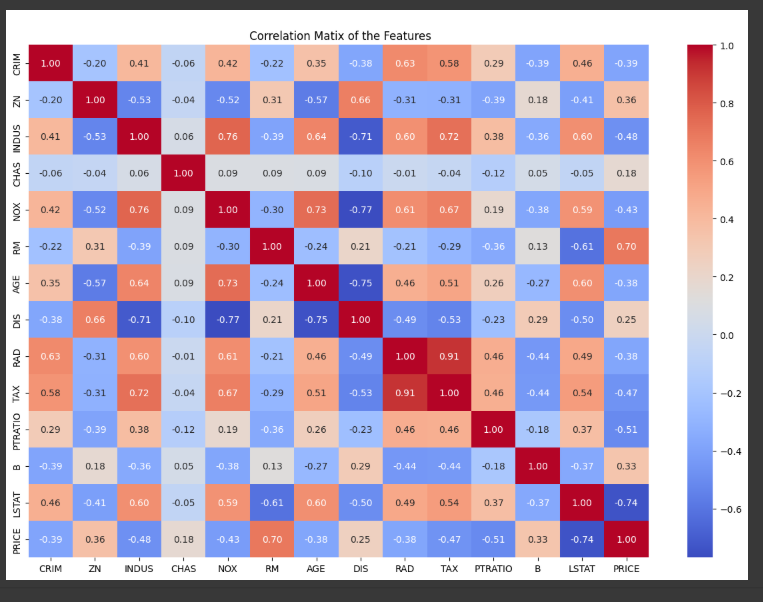 Correlation Matix of the Features
CRIM 1.00 -0.20 0.41 -0.06 0.42 -0.22 0.35 -0.38 0.63 0.58 0.29 -0.39 0.46 -0.39
ZN -0.20 1.00 -0.53 -0.04 -0.52 0.31 -0.57 0.66 -0.31 -0.31 -0.39 0.18 -0.41 0.36
INDUS 0.41 -0.53 1.00 0.06 0.76 -0.39 0.64 -0.71 0.60 0.72 0.38 -0.36 0.60 -0.48
CHAS -0.06 -0.04 0.06 1.00 0.09 0.09 0.09 -0.10 -0.01 -0.04 -0.12 0.05 -0.05 0.18
NOX 0.42 -0.52 0.76 0.09 1.00 -0.30 0.73 -0.77 0.61 0.67 0.19 -0.38 0.59 -0.43
RM -0.22 0.31 -0.39 0.09 -0.30 1.00 -0.24 0.21 -0.21 -0.29 -0.36 0.13 -0.61 0.70
AGE 0.35 -0.57 0.64 0.09 0.73 -0.24 1.00 -0.75 0.46 0.51 0.26 -0.27 0.60 -0.38
DIS -0.38 0.66 -0.71 -0.10 -0.77 0.21 -0.75 1.00 -0.49 -0.53 -0.23 0.29 -0.50 0.25
RAD 0.63 -0.31 0.60 -0.01 0.61 -0.21 0.46 -0.49 1.00 0.91 0.46 -0.44 0.49 -0.38
TAX 0.58 -0.31 0.72 -0.04 0.67 -0.29 0.51 -0.53 0.91 1.00 0.46 -0.44 0.54 -0.47
PTRATIO 0.29 -0.39 0.38 -0.12 0.19 -0.36 0.26 -0.23 0.46 0.46 1.00 -0.18 0.37 -0.51
B -0.39 0.18 -0.36 0.05 -0.38 0.13 -0.27 0.29 -0.44 -0.44 -0.18 1.00 -0.37 0.33
LSTAT 0.46 -0.41 0.60 -0.05 0.59 -0.61 0.60 -0.50 0.49 0.54 0.37 -0.37 1.00 -0.74
PRICE -0.39 0.36 -0.48 0.18 -0.43 0.70 -0.38 0.25 -0.38 -0.47 -0.51 0.33 -0.74 1.00
CRIM ZN INDUS CHAS NOX RM AGE DIS RAD TAX PTRATIO B LSTAT PRICE
1.0
0.8
0.6
0.4
0.2
0.0
−0.2
−0.4
−0.6